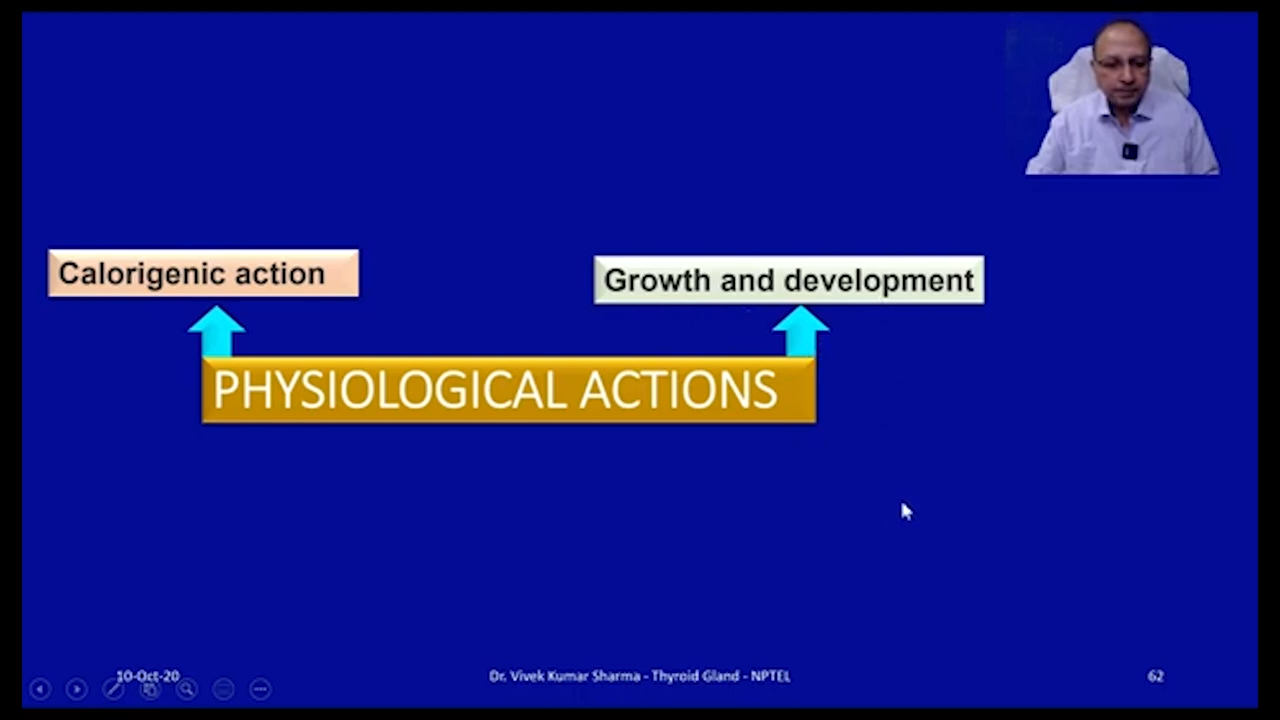 Calorigenic action
Growth and development
PHYSIOLOGICAL ACTIONS
10-Oct-20
Dr. Vivek Kumar Sharma - Thyroid Gland - NPTEL
62